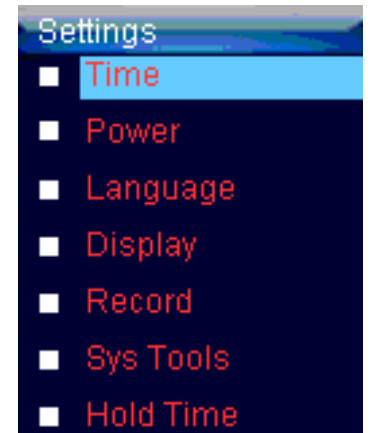 Settings
Time
Power
Language
Display
Record
Sys Tools
Hold Time